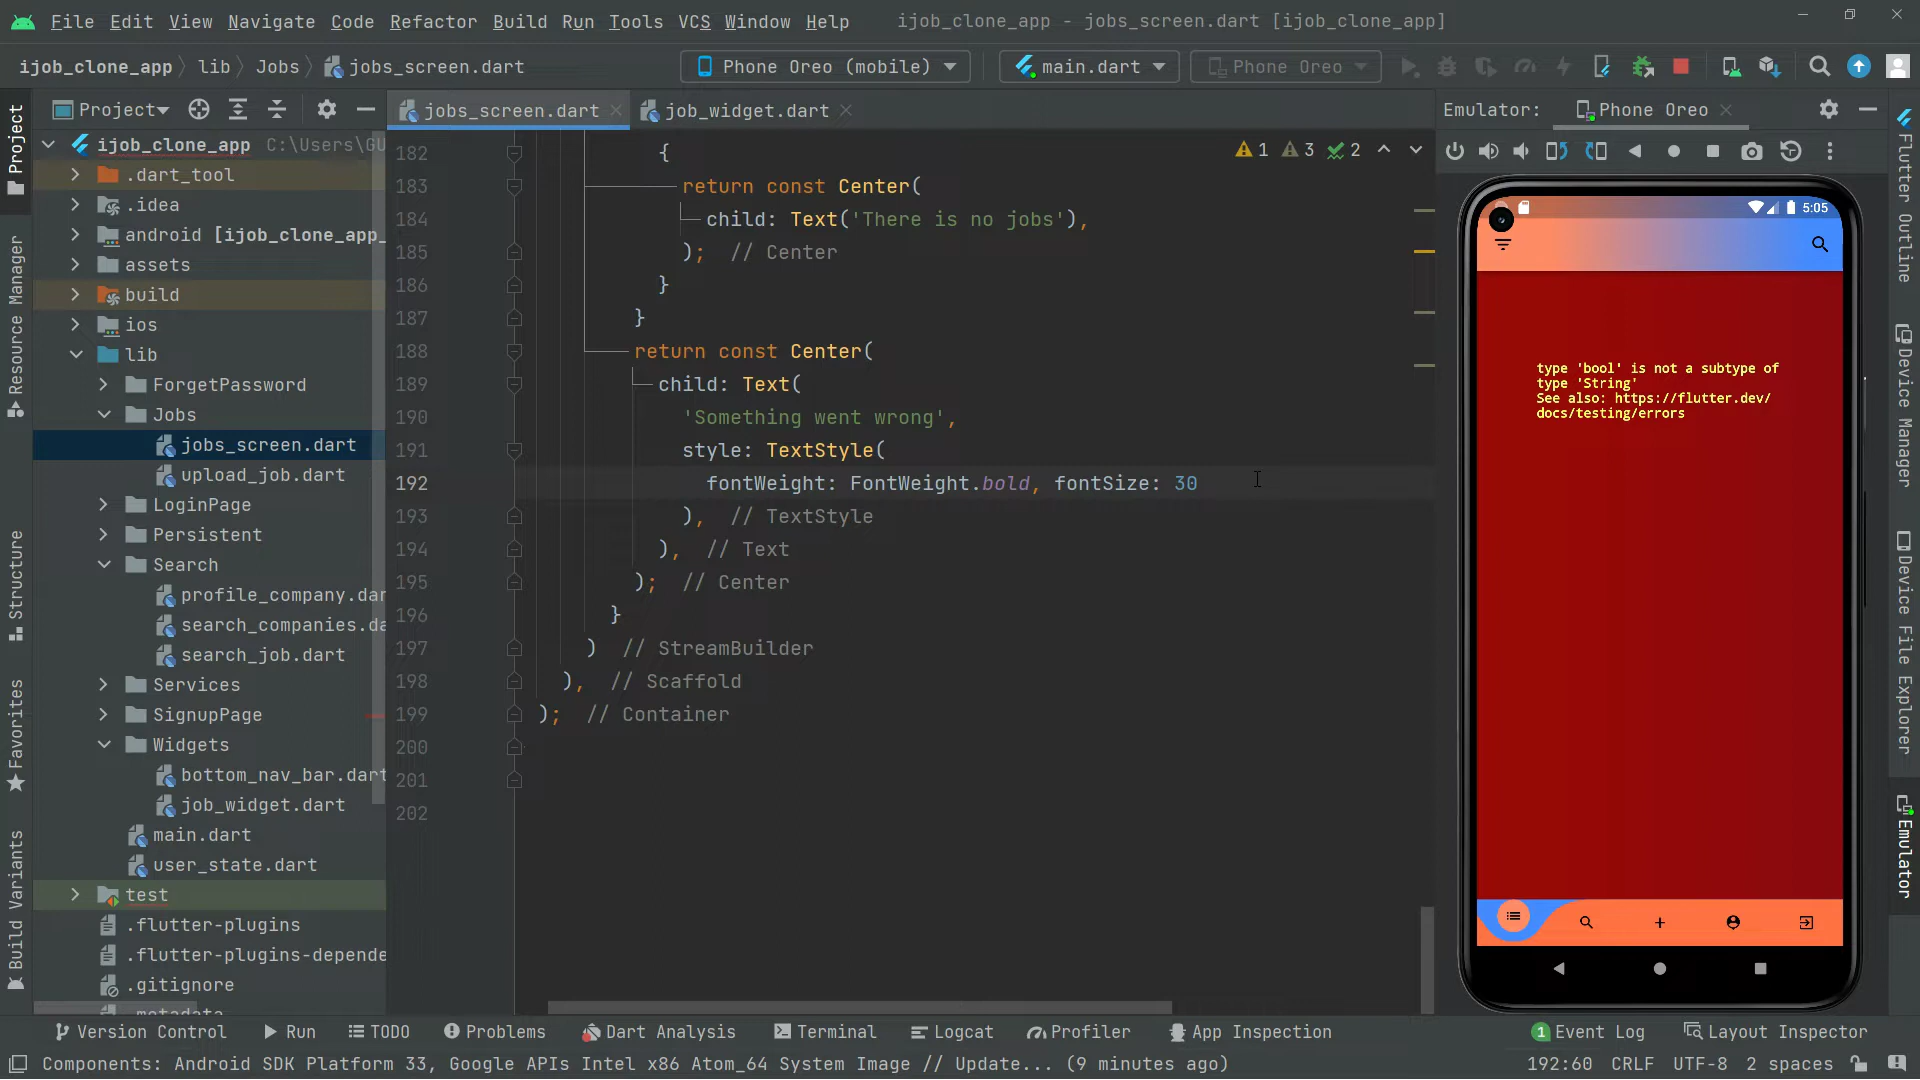 File Edit View Navigate Code Refactor Build Run Tools VCS Window Help ijob_clone_app - jobs_screen.dart [ijob_clone_app]
ijob_clone_app lib Jobs jobs_screen.dart Phone Oreo (mobile) main.dart Phone Oreo
Project jobs_screen.dart job_widget.dart Emulator: Phone Oreo
ijob_clone_app C:\Users\GU
.dart_tool
.idea
android [ijob_clone_app_
assets
build
ios
lib
ForgetPassword
Jobs
jobs_screen.dart
upload_job.dart
LoginPage
Persistent
Search
profile_company.dar
search_companies.da
search_job.dart
Services
SignupPage
Widgets
bottom_nav_bar.dart
job_widget.dart
main.dart
user_state.dart
test
.flutter-plugins
.flutter-plugins-depende
.gitignore
.metadata
1 3 2
182 {
183 return const Center(
184 child: Text('There is no jobs'),
185 ); // Center
186 }
187 }
188 return const Center(
189 child: Text(
190 'Something went wrong',
191 style: TextStyle(
192 fontWeight: FontWeight.bold, fontSize: 30
193 ), // TextStyle
194 ), // Text
195 ); // Center
196 }
197 ) // StreamBuilder
198 ), // Scaffold
199 ); // Container
200
201
202
5:05
type 'bool' is not a subtype of
type 'String'
See also: https://flutter.dev/
docs/testing/errors
Project
Resource Manager
Structure
Favorites
Build Variants
Flutter Outline
Device Manager
Device File Explorer
Emulator
Version Control Run TODO Problems Dart Analysis Terminal Logcat Profiler App Inspection 1 Event Log Layout Inspector
Components: Android SDK Platform 33, Google APIs Intel x86 Atom_64 System Image // Update... (9 minutes ago) 192:60 CRLF UTF-8 2 spaces